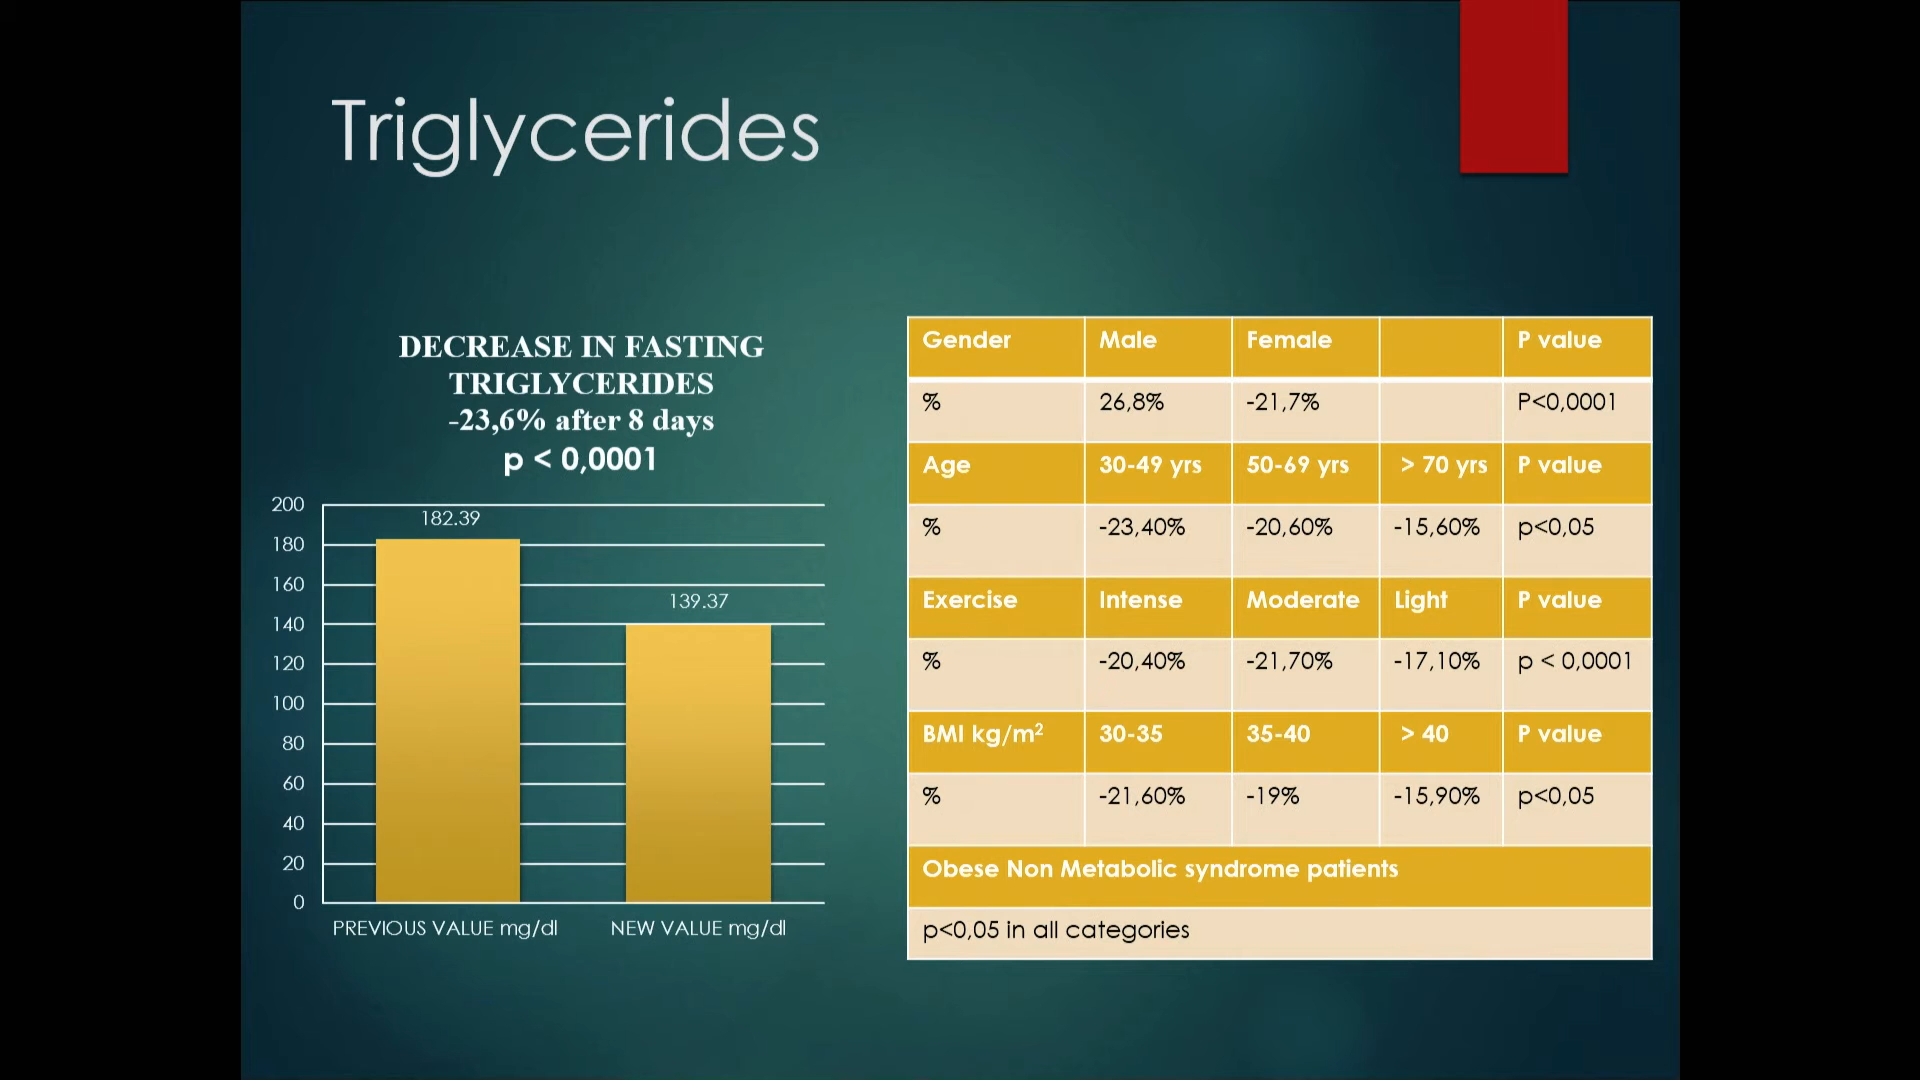 Triglycerides
DECREASE IN FASTING
TRIGLYCERIDES
-23,6% after 8 days
p < 0,0001
200
180
160
140
120
100
80
60
40
20
0
182.39
139.37
PREVIOUS VALUE mg/dl
NEW VALUE mg/dl
Gender Male Female P value
% 26,8% -21,7% P<0,0001
Age 30-49 yrs 50-69 yrs > 70 yrs P value
% -23,40% -20,60% -15,60% p<0,05
Exercise Intense Moderate Light P value
% -20,40% -21,70% -17,10% p < 0,0001
BMI kg/m² 30-35 35-40 > 40 P value
% -21,60% -19% -15,90% p<0,05
Obese Non Metabolic syndrome patients
p<0,05 in all categories